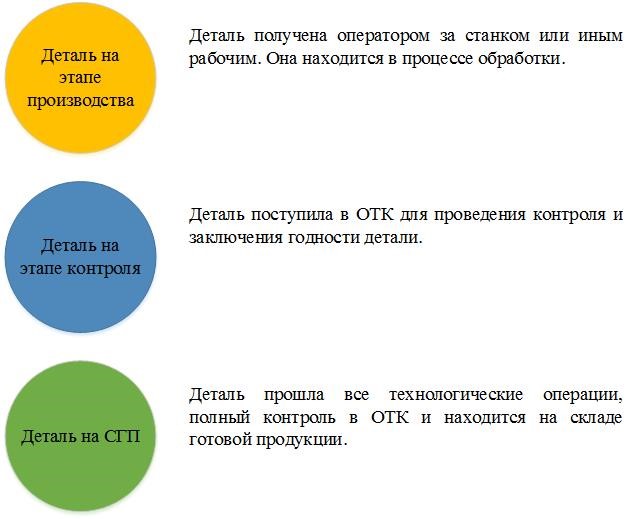 Деталь на
этапе
производства
Деталь получена оператором за станком или иным
рабочим. Она находится в процессе обработки.
Деталь на
этапе контроля
Деталь поступила в ОТК для проведения контроля и
заключения годности детали.
Деталь на СГП
Деталь прошла все технологические операции,
полный контроль в ОТК и находится на складе
готовой продукции.